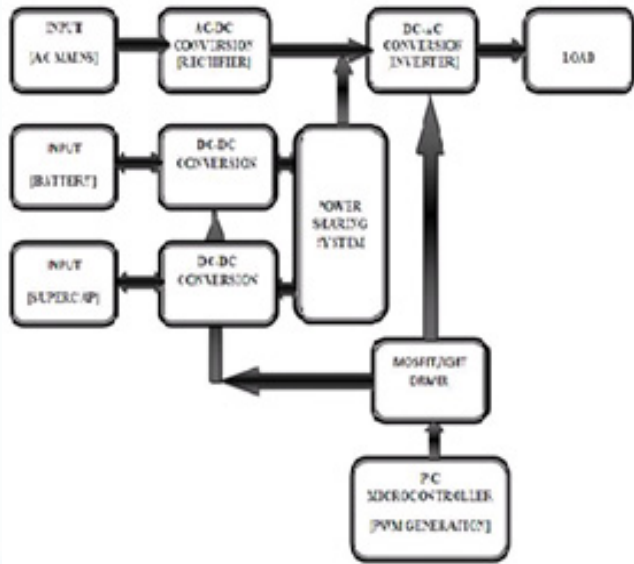 INPUT
[AC MAINS]
AC-DC
CONVERSION
[RECTIFIER]
DC-AC
CONVERSION
[INVERTER]
LOAD
INPUT
[BATTERY]
DC-DC
CONVERSION
POWER
SHARING
SYSTEM
INPUT
[SUPERCAP]
DC-DC
CONVERSION
MOSFET/IGBT
DRIVER
PIC
MICROCONTROLLER
[PWM GENERATION]